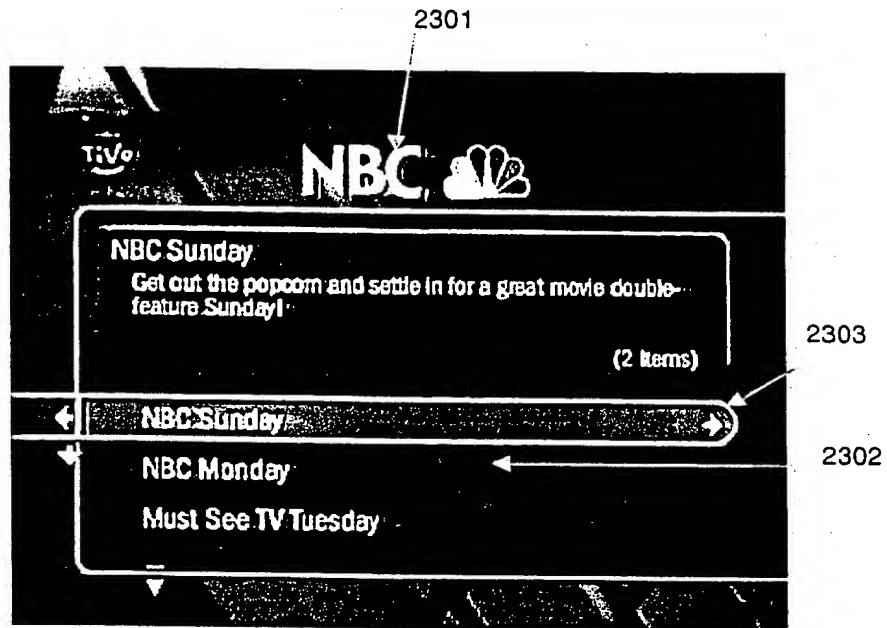 2301
TiVo
NBC
NBC Sunday
Get out the popcorn and settle in for a great movie double-
feature Sunday!
(2 items)
2303
NBC Sunday
2302
NBC Monday
Must See TV Tuesday